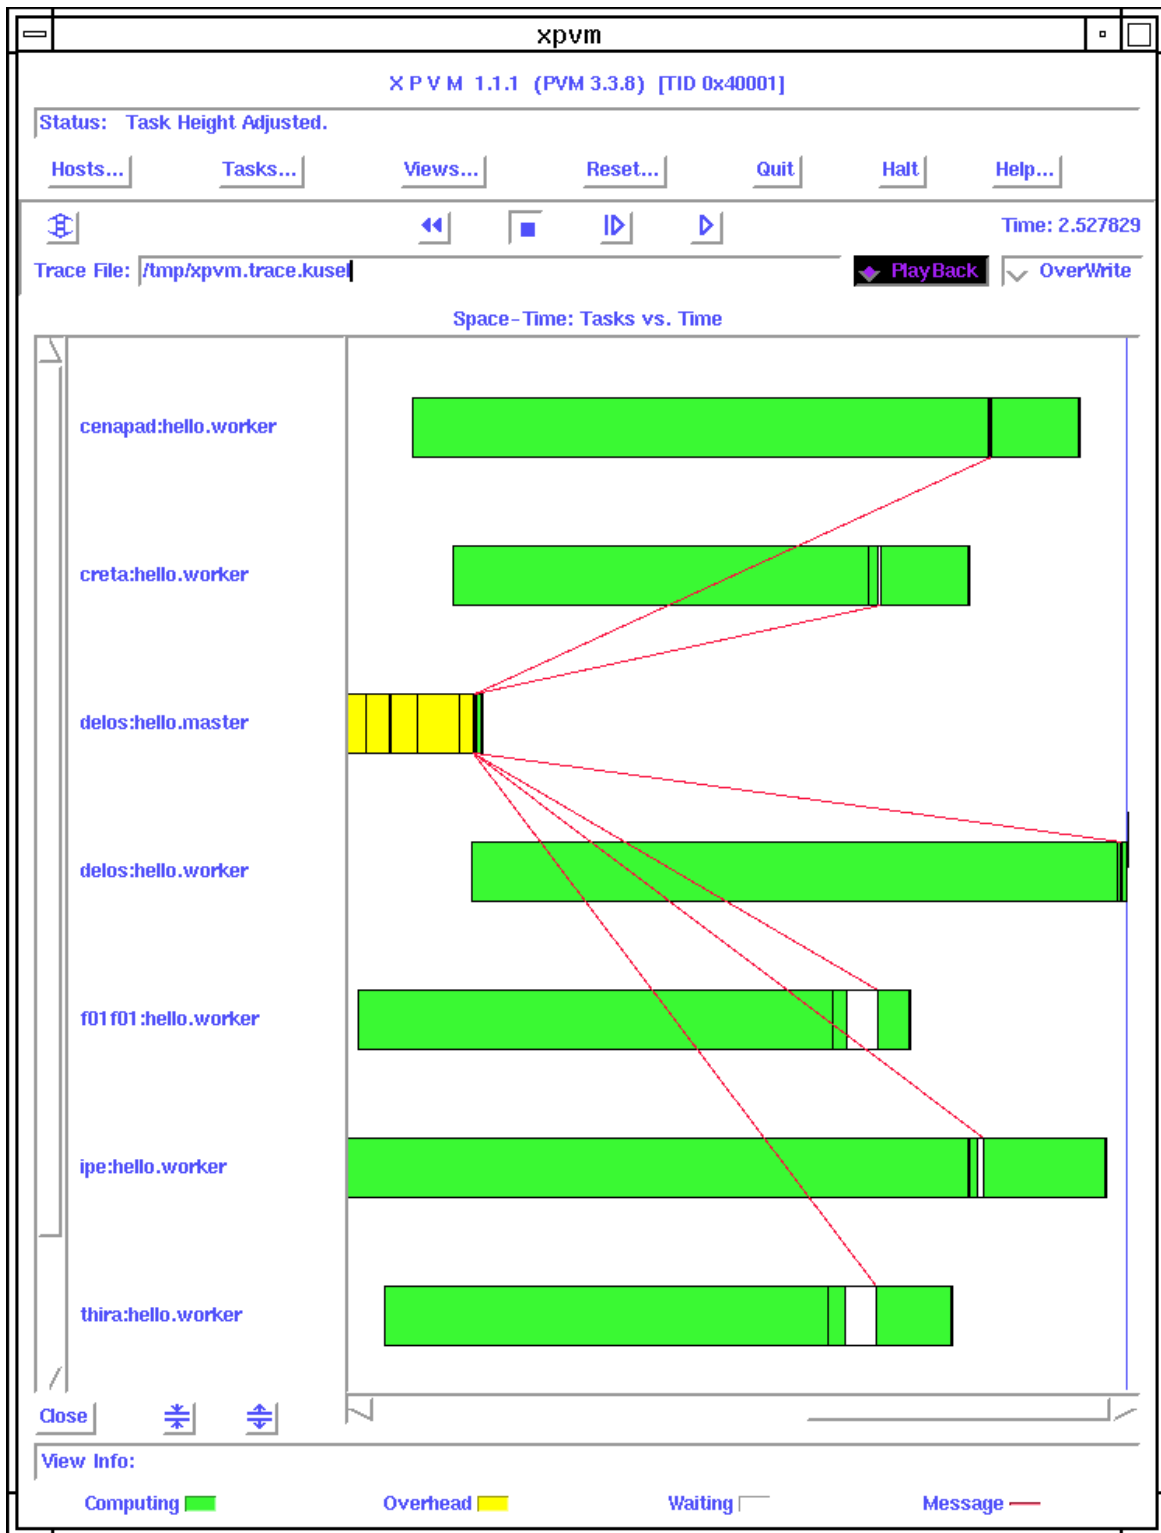 xpvm
X P V M 1.1.1 (PVM 3.3.8) [TID 0x40001]
Status: Task Height Adjusted.
Hosts... Tasks... Views... Reset... Quit Halt Help...
Time: 2.527829
Trace File: /tmp/xpvm.trace.kusel PlayBack OverWrite
Space-Time: Tasks vs. Time
cenapad:hello.worker
creta:hello.worker
delos:hello.master
delos:hello.worker
f01f01:hello.worker
ipe:hello.worker
thira:hello.worker
Close
View Info:
Computing Overhead Waiting Message